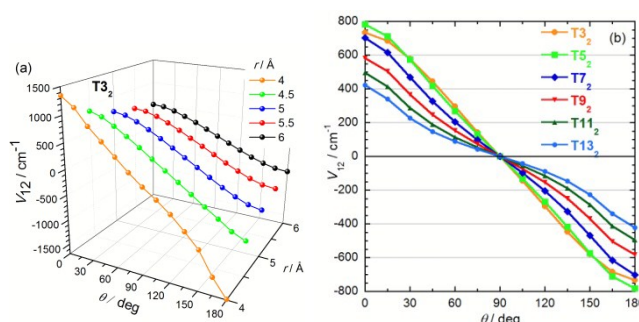 (a)
T3₂
r / Å
4
4.5
5
5.5
6
1500
1000
500
0
-500
-1000
-1500
V₁₂ / cm⁻¹
0
30
60
90
120
150
180
θ / deg
4
5
6
r / Å
(b)
T3₂
T5₂
T7₂
T9₂
T11₂
T13₂
800
600
400
200
0
-200
-400
-600
-800
V₁₂ / cm⁻¹
0 30 60 90 120 150 180
θ / deg